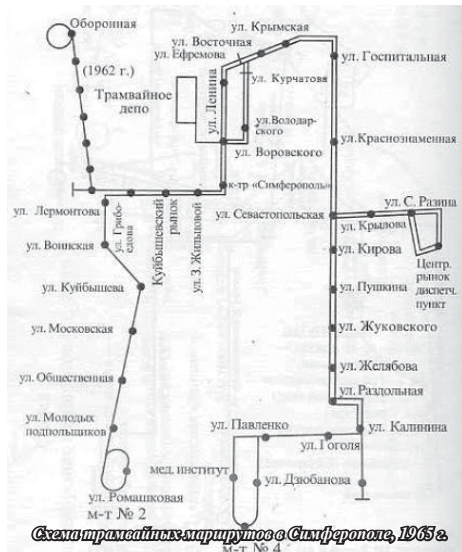 Оборонная
(1962 г.)
Трамвайное
депо
ул. Крымская
ул. Восточная
ул. Ефремова
ул. Курчатовя
ул. Ленина
ул.Володар-
ского
ул. Воровского
ул. Госпитальная
ул.Краснознаменная
к-тр «Симферополь»
ул. Лермонтова
ул. Грибо-
едова
Куйбышевский
рынок
ул. З. Жильцовой
ул. Севастопольская
ул. С. Разина
ул. Крылова
Центр.
рынок
диспетч.
пункт
ул. Воинская
ул. Кирова
ул. Куйбышева
ул. Пушкина
ул. Московская
ул. Жуковского
ул. Общественная
ул. Желябова
ул. Раздольная
ул. Молодых
подпольщиков
ул. Павленко
ул. Гоголя
ул. Калинина
мед. институт
ул. Дзюбанова
ул. Ромашковая
м-т № 2
м-т № 4
Схема трамвайных маршрутов в Симферополе, 1965 г.